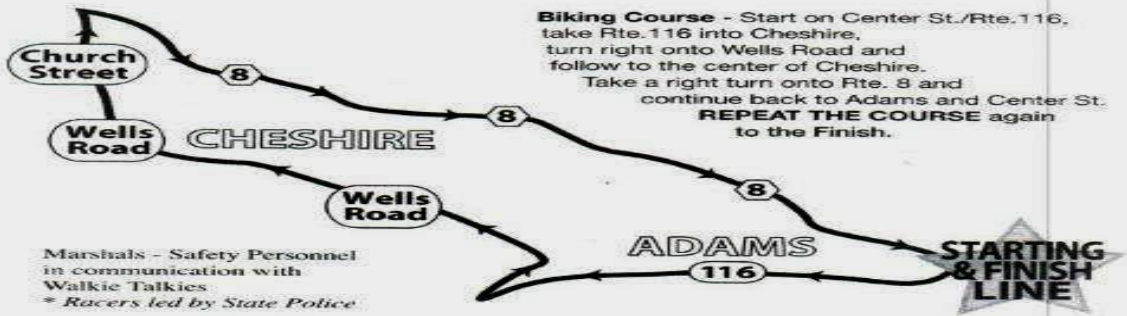 Biking Course - Start on Center St./Rte.116,
take Rte.116 into Cheshire,
turn right onto Wells Road and
follow to the center of Cheshire.
Take a right turn onto Rte. 8 and
continue back to Adams and Center St.
REPEAT THE COURSE again
to the Finish.
Church
Street
8
8
Wells
Road
CHESHIRE
8
Wells
Road
ADAMS
116
STARTING
& FINISH
LINE
Marshals - Safety Personnel
in communication with
Walkie Talkies
* Racers led by State Police